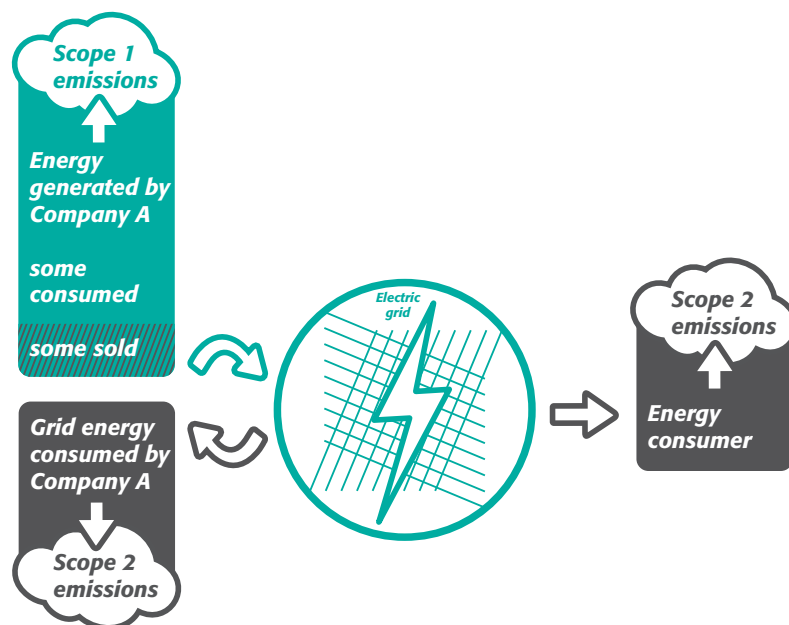 Scope 1
emissions
Energy
generated by
Company A
some
consumed
some sold
Grid energy
consumed by
Company A
Scope 2
emissions
Electric
grid
Scope 2
emissions
Energy
consumer